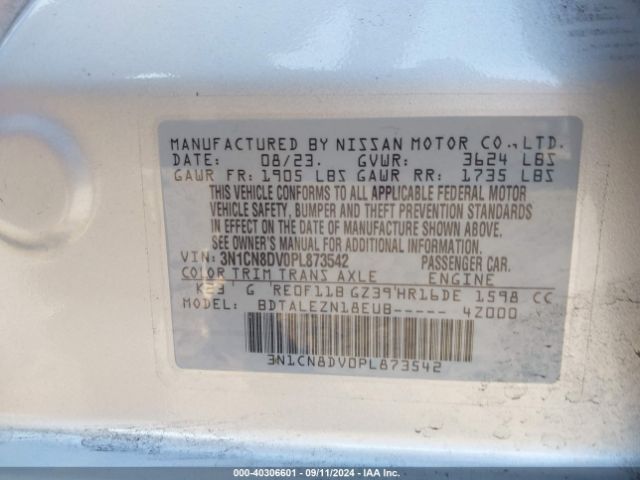 MANUFACTURED BY NISSAN MOTOR CO., LTD.
DATE: 08/23. GVWR: 3624 LBS
GAWR FR: 1905 LBS GAWR RR: 1735 LBS
THIS VEHICLE CONFORMS TO ALL APPLICABLE FEDERAL MOTOR
VEHICLE SAFETY, BUMPER AND THEFT PREVENTION STANDARDS
IN EFFECT ON THE DATE OF MANUFACTURE SHOWN ABOVE.
SEE OWNER'S MANUAL FOR ADDITIONAL INFORMATION.
VIN: 3N1CN8DV0PL873542 PASSENGER CAR.
COLOR TRIM TRANS AXLE ENGINE
K23 G RE0F11B GZ39 HR16DE 1598 CC
MODEL: BDTALEZN18EUB----- 4Z000
3N1CN8DV0PL873542
000-40306601 - 09/11/2024 - IAA Inc.